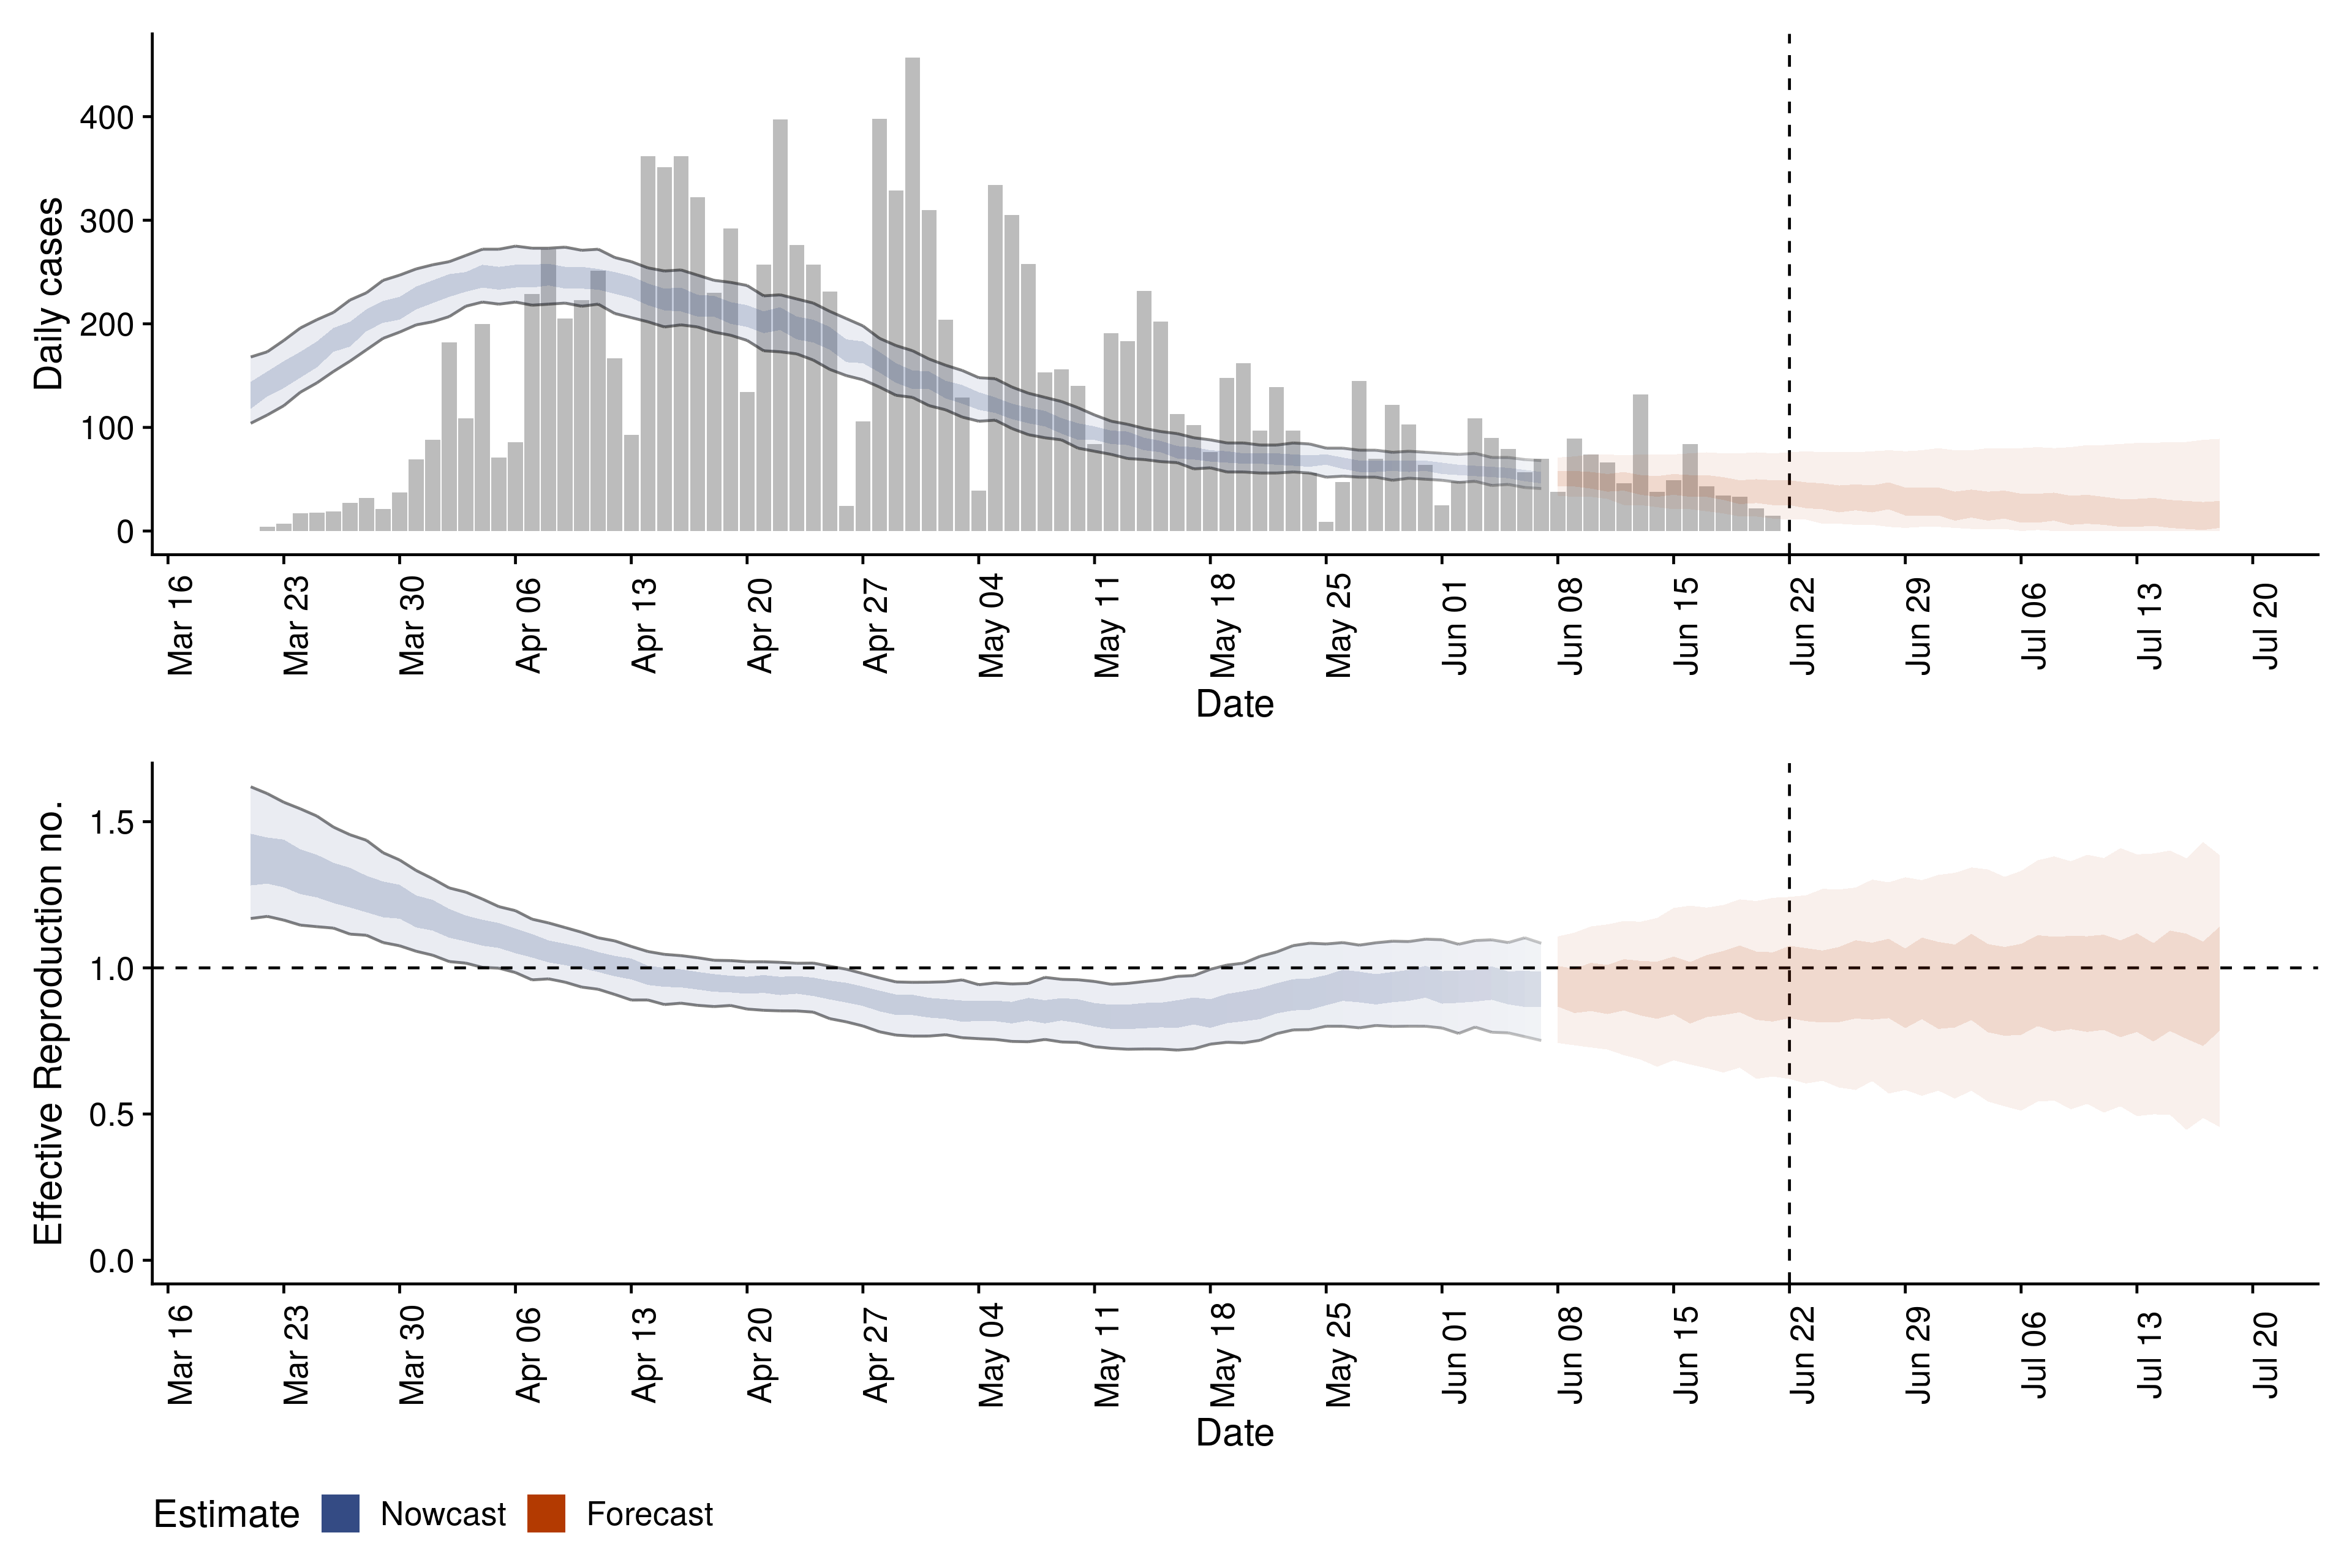 Daily cases
400
300
200
100
0
Mar 16
Mar 23
Mar 30
Apr 06
Apr 13
Apr 20
Apr 27
May 04
May 11
May 18
May 25
Jun 01
Jun 08
Jun 15
Jun 22
Jun 29
Jul 06
Jul 13
Jul 20
Date
Effective Reproduction no.
1.5
1.0
0.5
0.0
Mar 16
Mar 23
Mar 30
Apr 06
Apr 13
Apr 20
Apr 27
May 04
May 11
May 18
May 25
Jun 01
Jun 08
Jun 15
Jun 22
Jun 29
Jul 06
Jul 13
Jul 20
Date
Estimate Nowcast Forecast